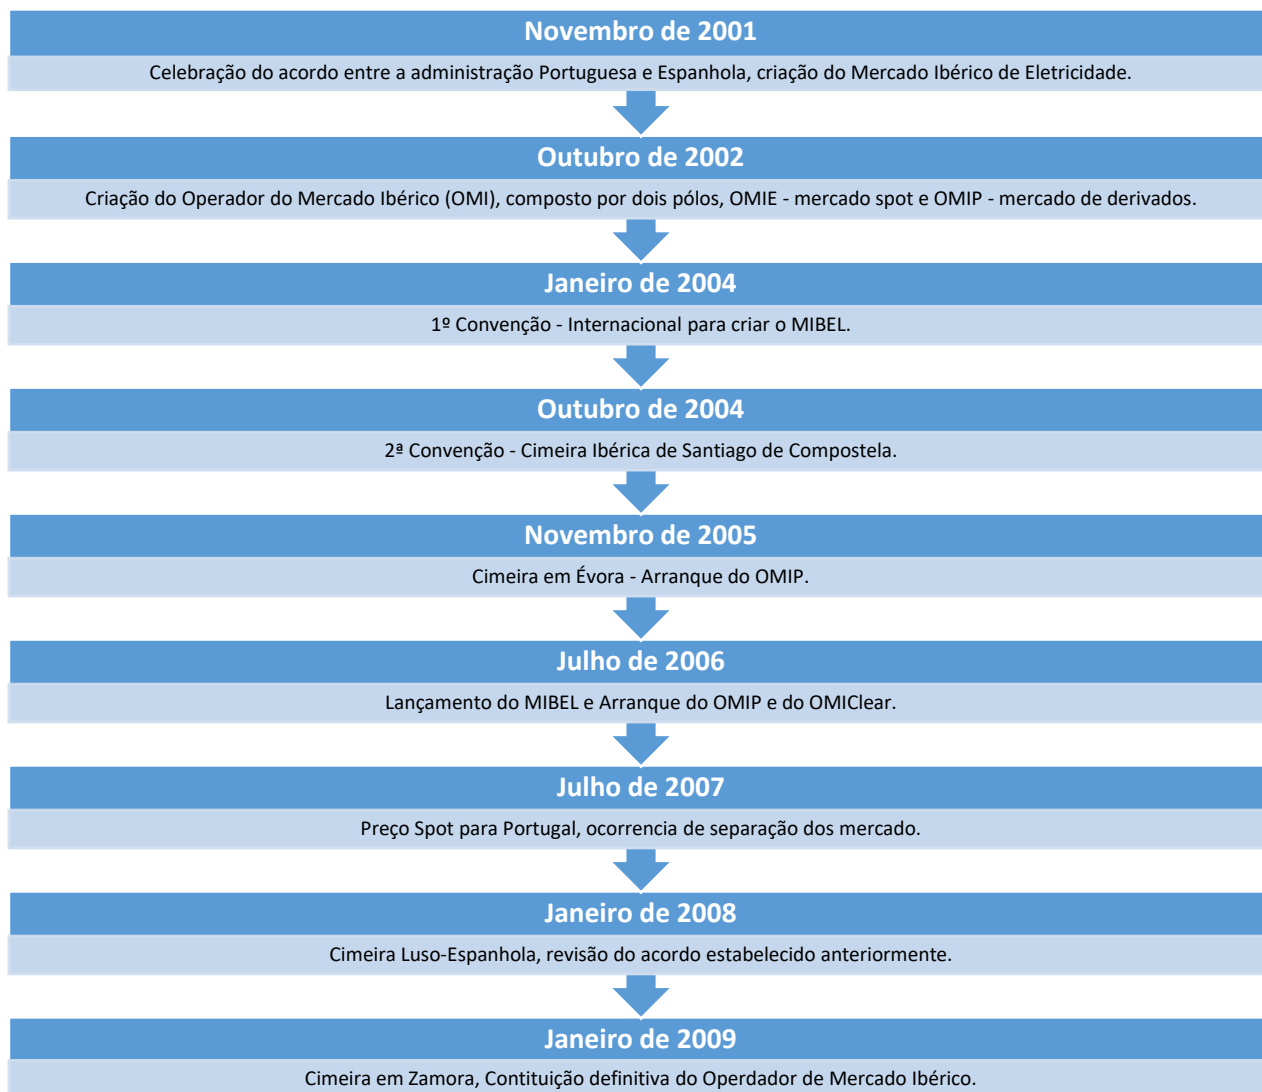 Novembro de 2001
Celebração do acordo entre a administração Portuguesa e Espanhola, criação do Mercado Ibérico de Eletricidade.
Outubro de 2002
Criação do Operador do Mercado Ibérico (OMI), composto por dois pólos, OMIE - mercado spot e OMIP - mercado de derivados.
Janeiro de 2004
1º Convenção - Internacional para criar o MIBEL.
Outubro de 2004
2ª Convenção - Cimeira Ibérica de Santiago de Compostela.
Novembro de 2005
Cimeira em Évora - Arranque do OMIP.
Julho de 2006
Lançamento do MIBEL e Arranque do OMIP e do OMIClear.
Julho de 2007
Preço Spot para Portugal, ocorrencia de separação dos mercado.
Janeiro de 2008
Cimeira Luso-Espanhola, revisão do acordo estabelecido anteriormente.
Janeiro de 2009
Cimeira em Zamora, Contituição definitiva do Operdador de Mercado Ibérico.